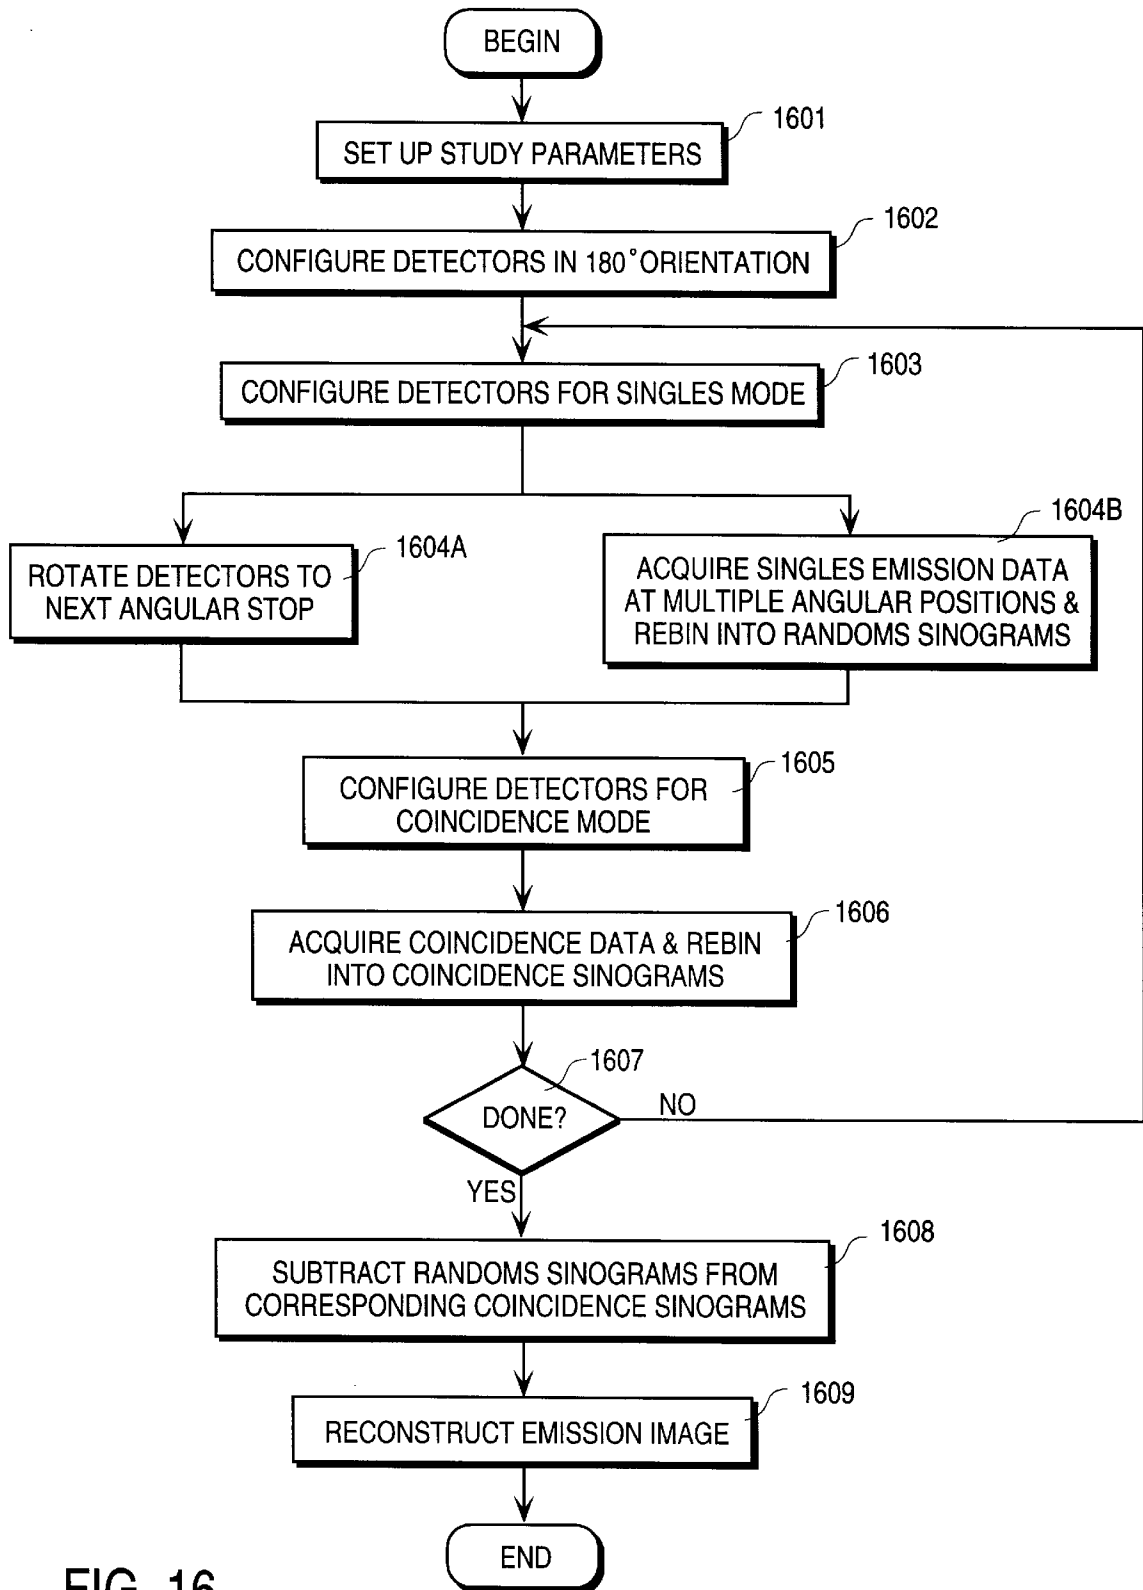 BEGIN
1601
SET UP STUDY PARAMETERS
1602
CONFIGURE DETECTORS IN 180° ORIENTATION
1603
CONFIGURE DETECTORS FOR SINGLES MODE
1604A
ROTATE DETECTORS TO
NEXT ANGULAR STOP
1604B
ACQUIRE SINGLES EMISSION DATA
AT MULTIPLE ANGULAR POSITIONS &
REBIN INTO RANDOMS SINOGRAMS
1605
CONFIGURE DETECTORS FOR
COINCIDENCE MODE
1606
ACQUIRE COINCIDENCE DATA & REBIN
INTO COINCIDENCE SINOGRAMS
1607
DONE?
NO
YES
1608
SUBTRACT RANDOMS SINOGRAMS FROM
CORRESPONDING COINCIDENCE SINOGRAMS
1609
RECONSTRUCT EMISSION IMAGE
END
FIG. 16